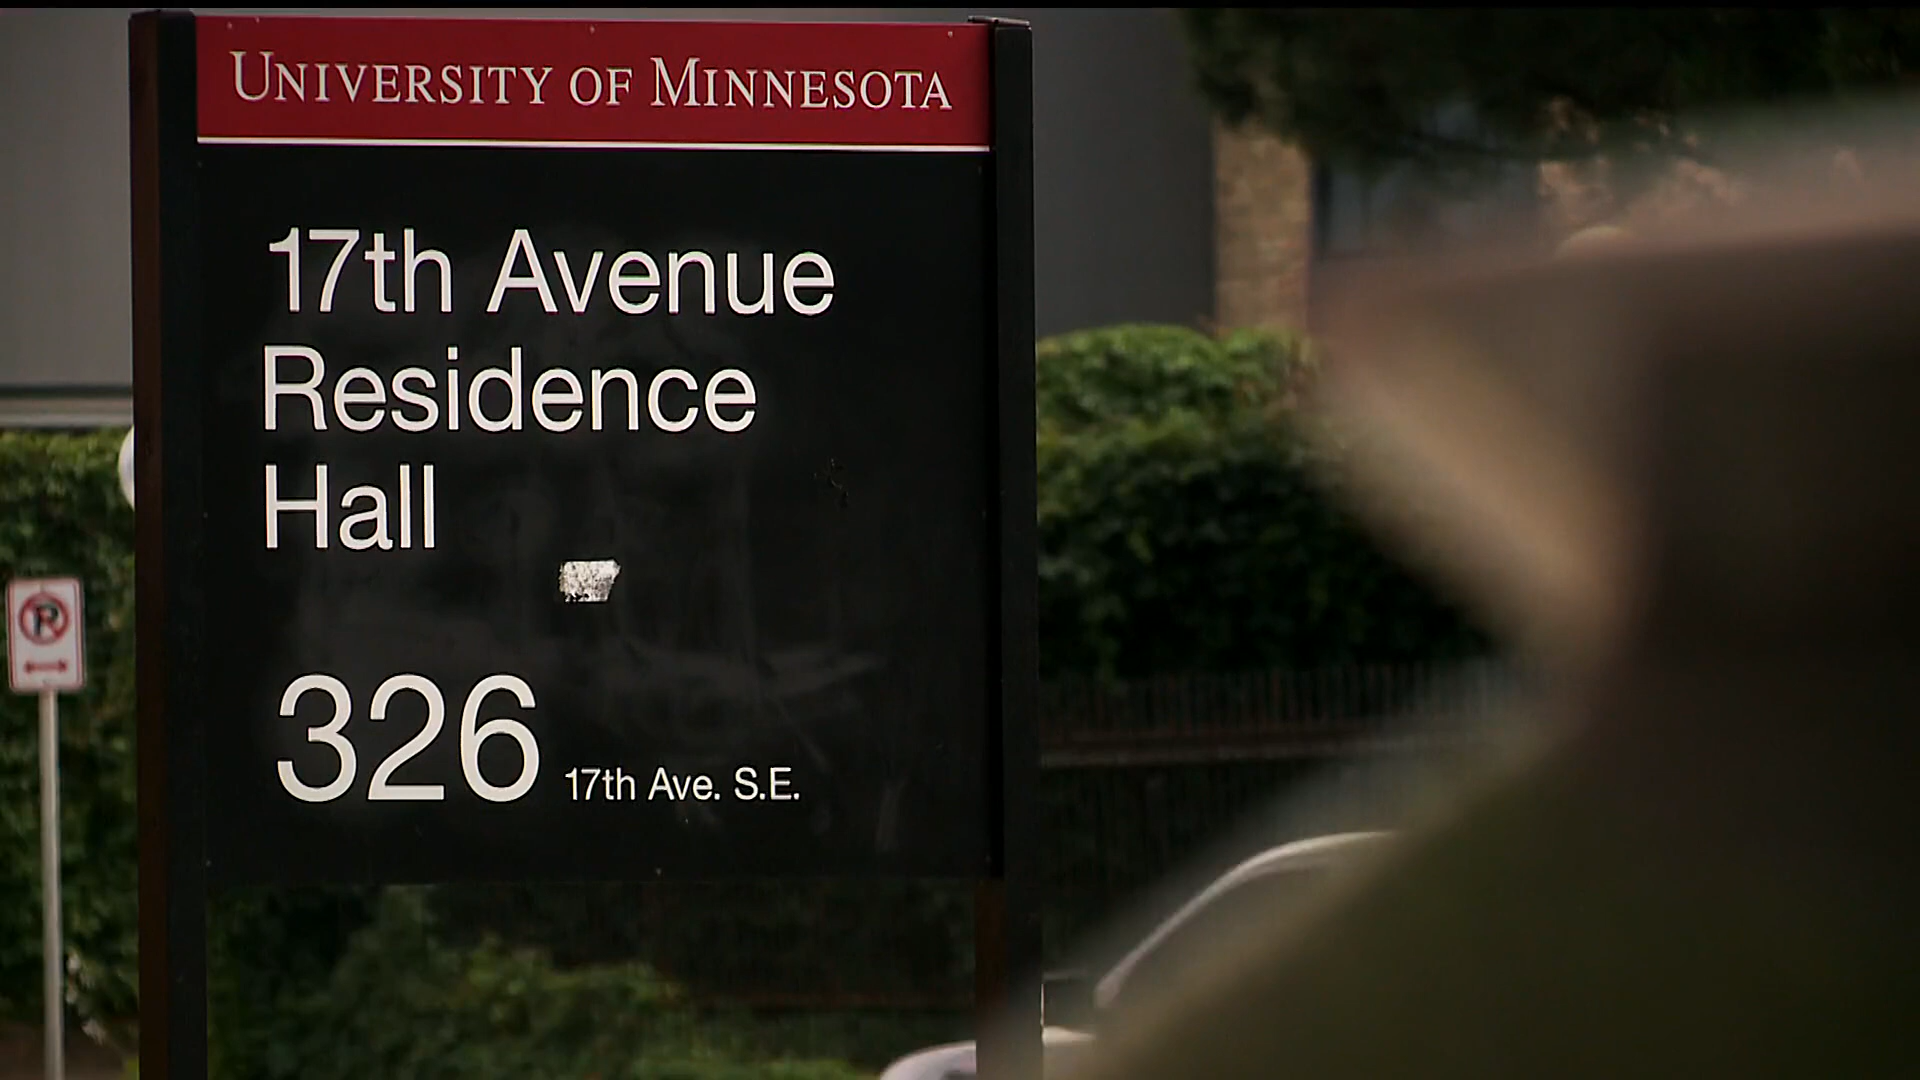 UNIVERSITY OF MINNESOTA
17th Avenue
Residence
Hall
326 17th Ave. S.E.
P